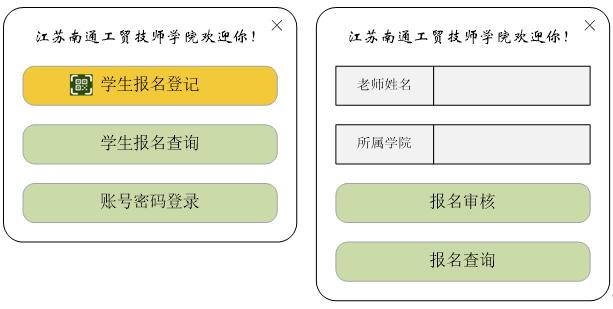 江苏南通工贸技师学院欢迎你！
学生报名登记
学生报名查询
账号密码登录
江苏南通工贸技师学院欢迎你！
老师姓名
所属学院
报名审核
报名查询